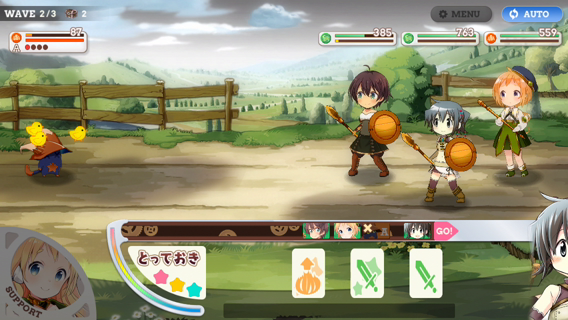 WAVE 2/3 2
MENU
AUTO
87
A
385
763
559
GO!
とっておき
SUPPORT